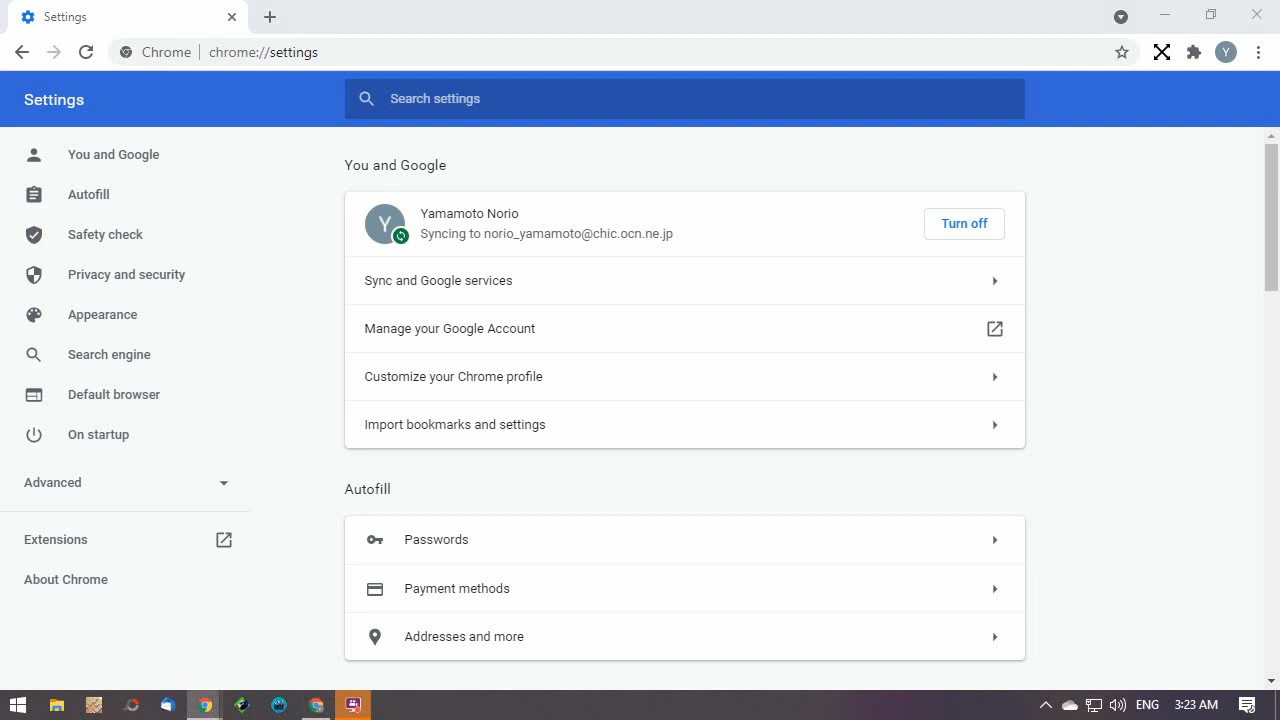 Settings
Chrome
chrome://settings
Y
Settings
Search settings
You and Google
Autofill
Safety check
Privacy and security
Appearance
Search engine
Default browser
On startup
Advanced
Extensions
About Chrome
You and Google
Y
Yamamoto Norio
Syncing to norio_yamamoto@chic.ocn.ne.jp
Turn off
Sync and Google services
Manage your Google Account
Customize your Chrome profile
Import bookmarks and settings
Autofill
Passwords
Payment methods
Addresses and more
ENG
3:23 AM